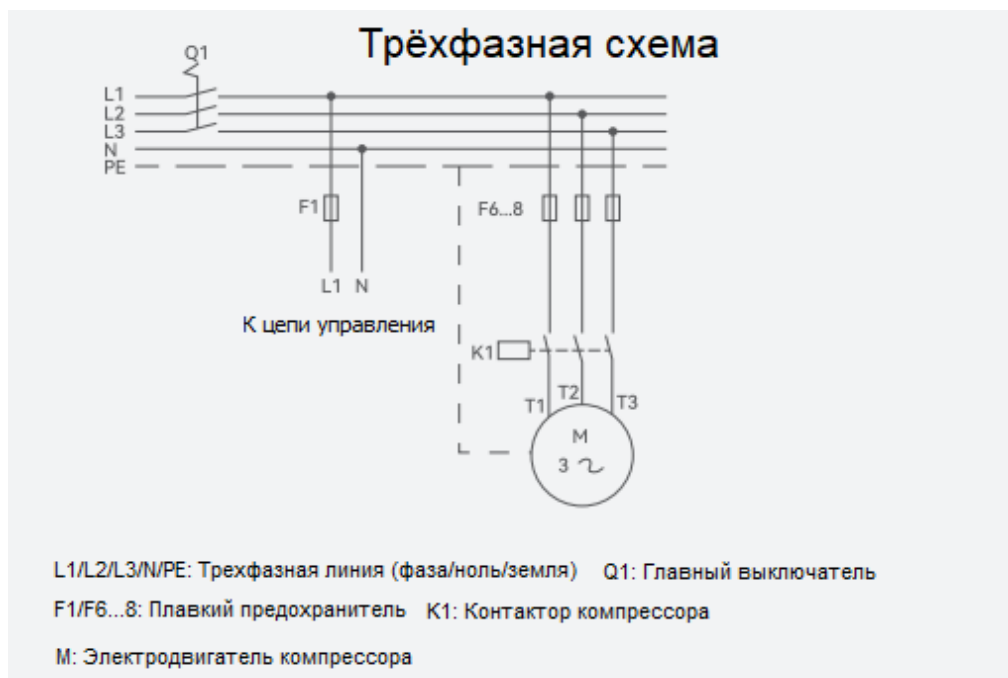 Трёхфазная схема
Q1
L1
L2
L3
N
PE
F1
F6...8
L1 N
К цепи управления
K1
T1 T2 T3
M
3
L1/L2/L3/N/PE: Трехфазная линия (фаза/ноль/земля) Q1: Главный выключатель
F1/F6...8: Плавкий предохранитель K1: Контактор компрессора
M: Электродвигатель компрессора